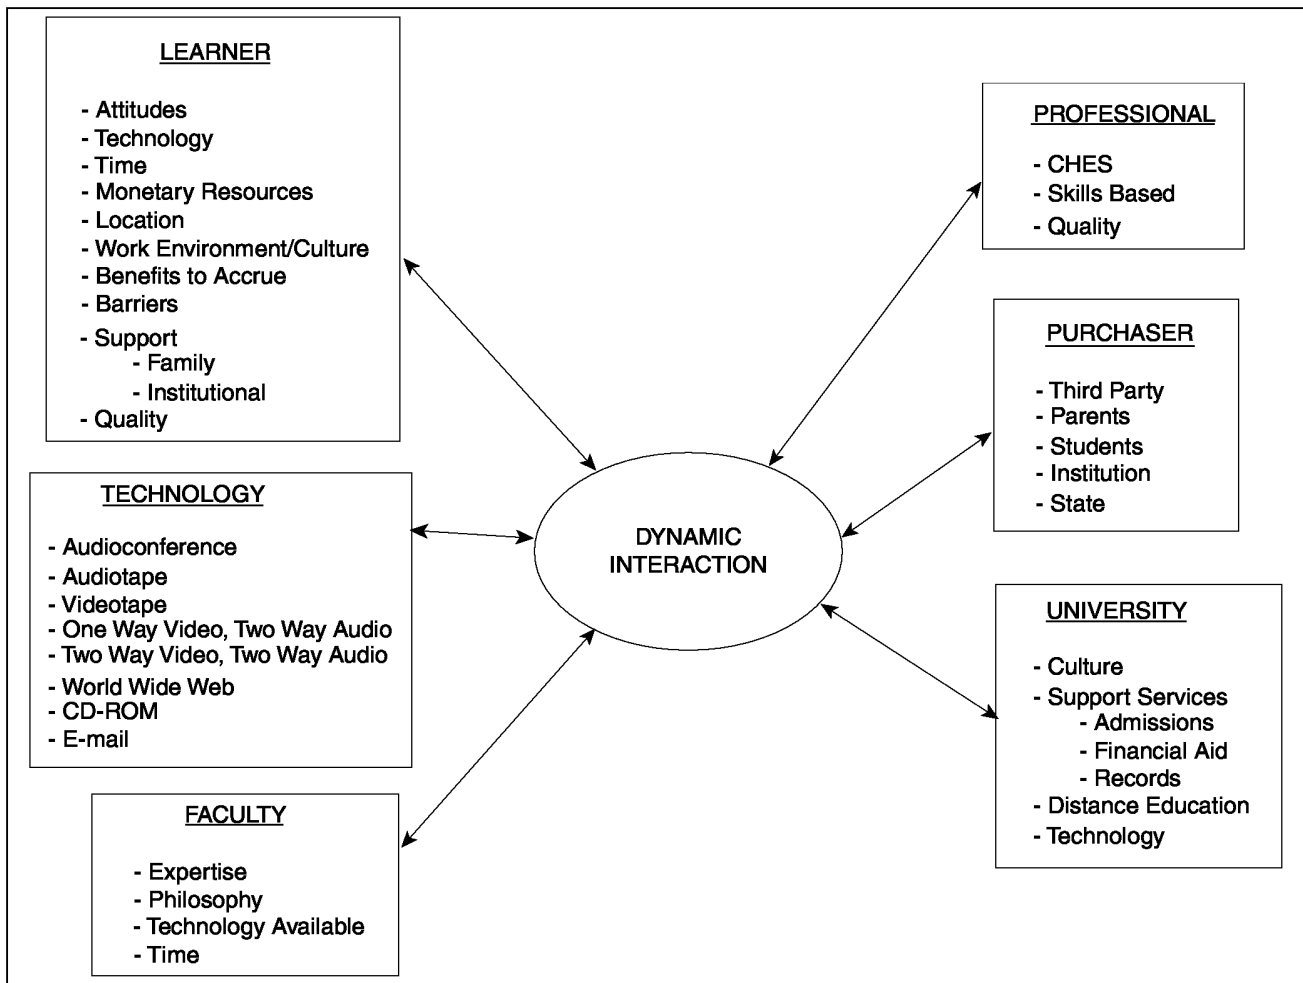 LEARNER
- Attitudes
- Technology
- Time
- Monetary Resources
- Location
- Work Environment/Culture
- Benefits to Accrue
- Barriers
- Support
- Family
- Institutional
- Quality
TECHNOLOGY
- Audioconference
- Audiotape
- Videotape
- One Way Video, Two Way Audio
- Two Way Video, Two Way Audio
- World Wide Web
- CD-ROM
- E-mail
FACULTY
- Expertise
- Philosophy
- Technology Available
- Time
DYNAMIC
INTERACTION
PROFESSIONAL
- CHES
- Skills Based
- Quality
PURCHASER
- Third Party
- Parents
- Students
- Institution
- State
UNIVERSITY
- Culture
- Support Services
- Admissions
- Financial Aid
- Records
- Distance Education
- Technology